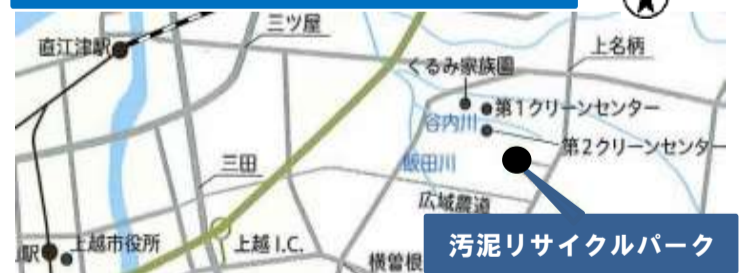 三ツ屋
直江津駅
上名柄
くるみ家族園
第1クリーンセンター
谷内川
第2クリーンセンター
三田
飯田川
広域農道
駅
上越市役所
上越 I.C.
横曽根
汚泥リサイクルパーク